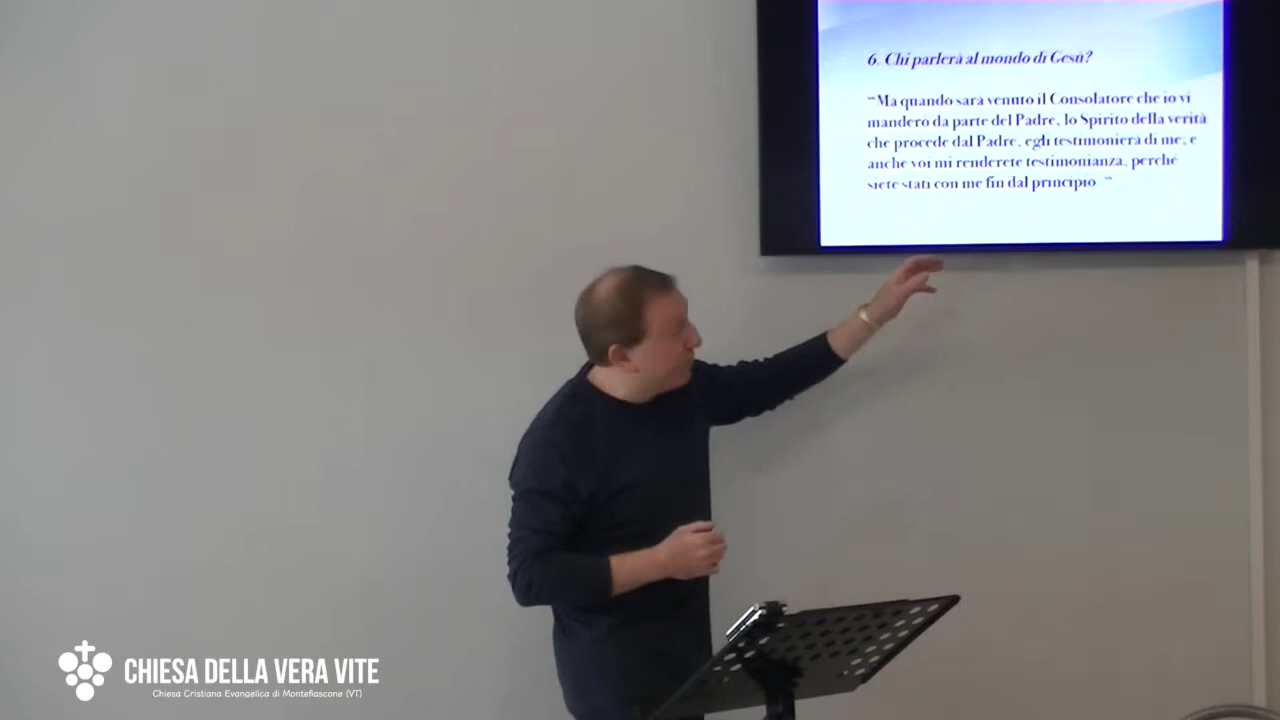 6. Chi parlerà al mondo di Gesù?
“Ma quando sarà venuto il Consolatore che io vi
manderò da parte del Padre, lo Spirito della verità
che procede dal Padre, egli testimonierà di me; e
anche voi mi renderete testimonianza, perché
siete stati con me fin dal principio. ”
CHIESA DELLA VERA VITE
Chiesa Cristiana Evangelica di Montefiascone (VT)